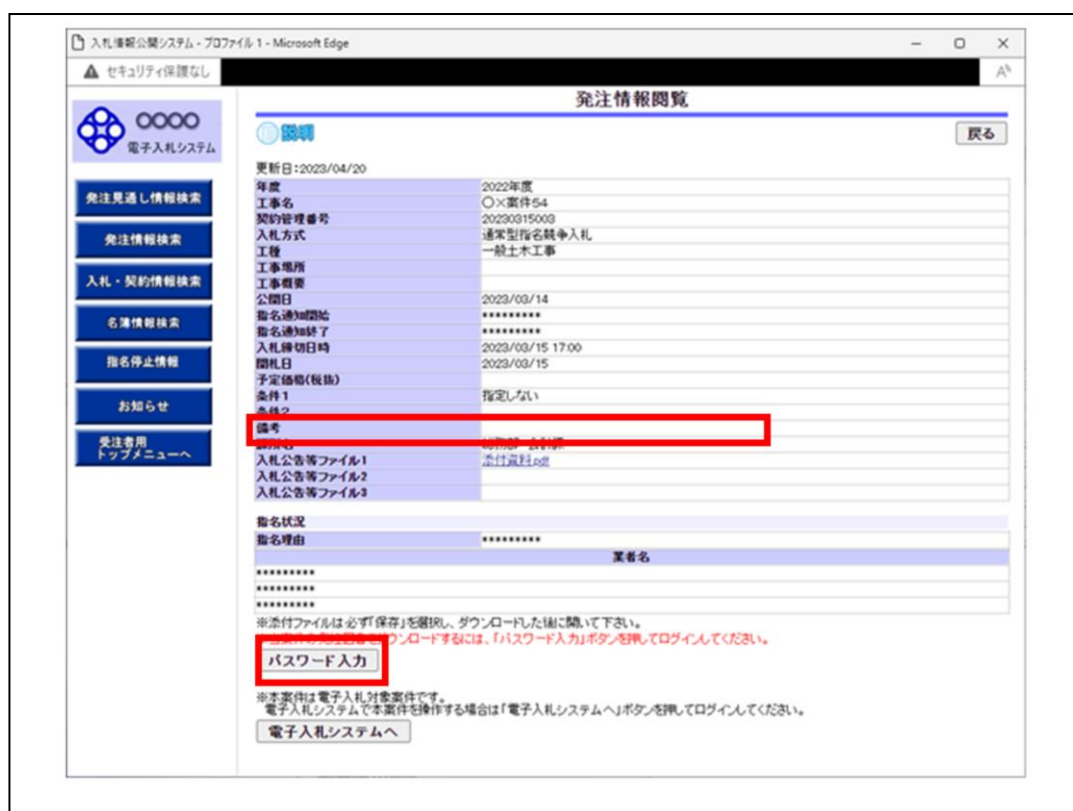 入札情報公開システム - プロファイル 1 - Microsoft Edge
セキュリティ保護なし
発注情報閲覧
〇〇〇〇
電子入札システム
説明
戻る
更新日:2023/04/20
年度 2022年度
工事名 〇×案件54
契約管理番号 20230315003
入札方式 通常型指名競争入札
工種 一般土木工事
工事場所
工事概要
公開日 2023/03/14
指名通知開始 *********
指名通知終了 *********
入札締切日時 2023/03/15 17:00
開札日 2023/03/15
予定価格(税抜)
条件1 指定しない
条件2
備考
入札公告等ファイル1 添付資料.pdf
入札公告等ファイル2
入札公告等ファイル3
指名状況
指名理由 *********
業者名
*********
*********
*********
※添付ファイルは必ず「保存」を選択し、ダウンロードした後に開いて下さい。
ダウンロードするには、「パスワード入力」ボタンを押してログインしてください。
パスワード入力
※本案件は電子入札対象案件です。
電子入札システムで本案件を操作する場合は「電子入札システムへ」ボタンを押してログインしてください。
電子入札システムへ
発注見通し情報検索
発注情報検索
入札・契約情報検索
名簿情報検索
指名停止情報
お知らせ
受注者用
トップメニューへ